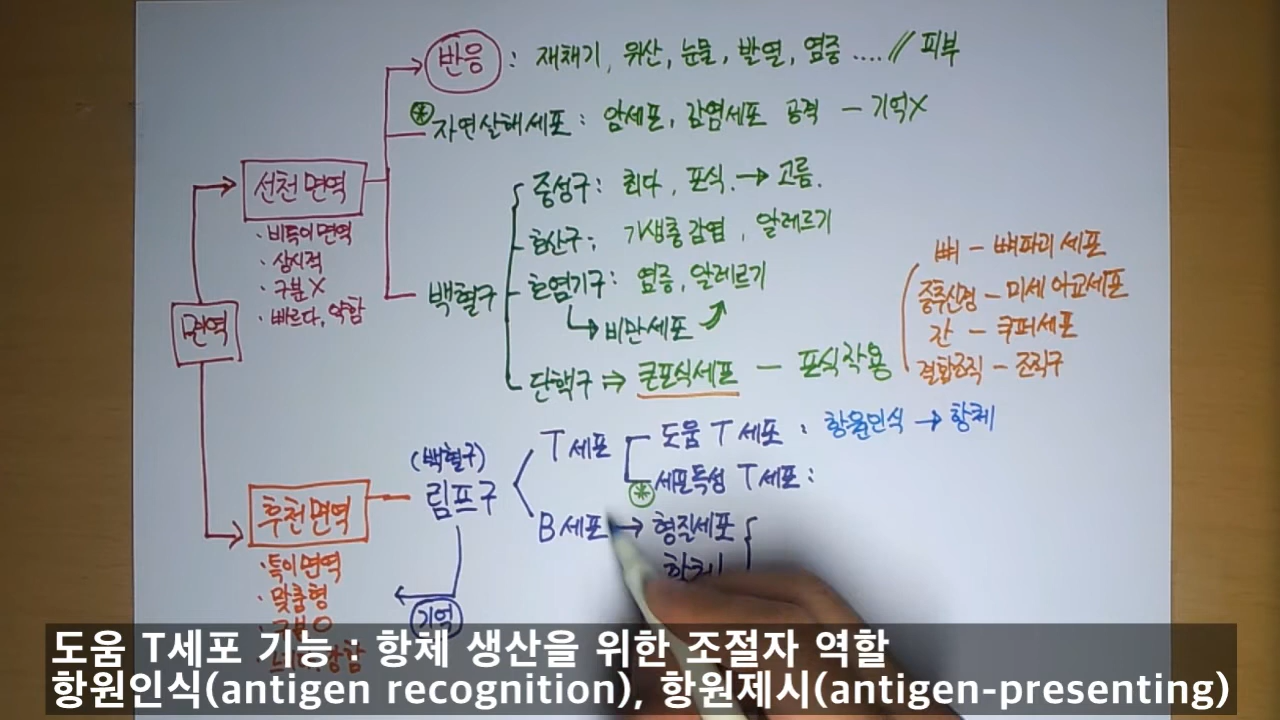 반응 : 재채기, 위산, 눈물, 발열, 염증 .... // 피부
* 자연살해세포 : 암세포, 감염세포 공격 - 기억X
선천면역
· 비특이면역
· 상시적
· 구분X
· 빠르다, 약함
면역
백혈구
중성구 : 최다, 포식. → 고름.
호산구 : 기생충감염, 알레르기
호염기구 : 염증, 알레르기
→ 비만세포
단핵구 ⇒ 큰포식세포 - 포식작용
뼈 - 뼈파괴세포
중추신경 - 미세아교세포
간 - 쿠퍼세포
결합조직 - 조직구
후천면역
· 특이면역
· 맞춤형
(백혈구)
림프구
기억
T세포
도움 T세포 : 항원인식 → 항체
* 세포독성 T세포 :
B세포 → 형질세포
항체
도움 T세포 기능 : 항체 생산을 위한 조절자 역할
항원인식(antigen recognition), 항원제시(antigen-presenting)